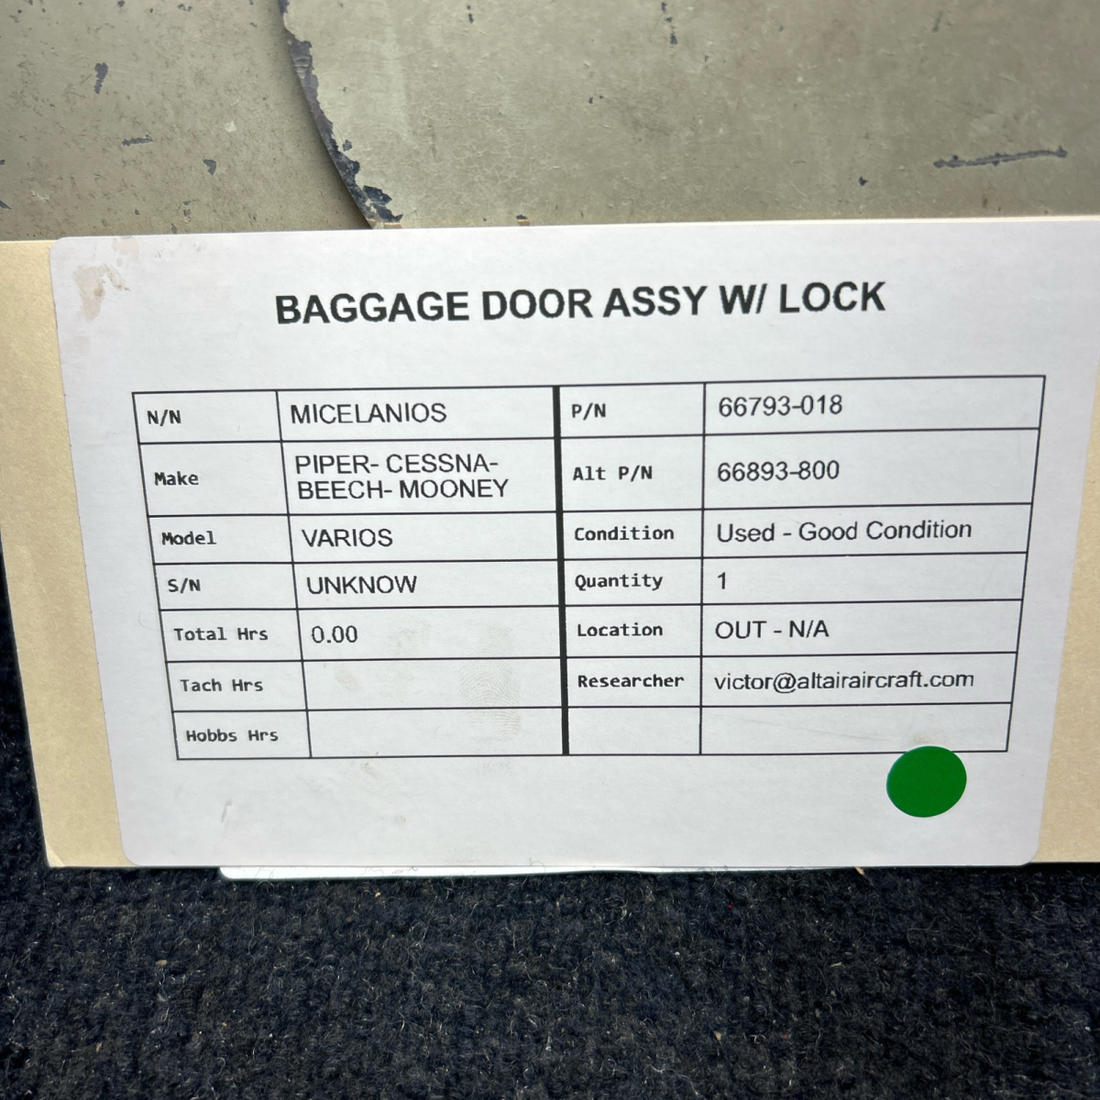 BAGGAGE DOOR ASSY W/ LOCK
N/N MICELANIOS P/N 66793-018
Make PIPER- CESSNA-
BEECH- MOONEY Alt P/N 66893-800
Model VARIOS Condition Used - Good Condition
S/N UNKNOW Quantity 1
Total Hrs 0.00 Location OUT - N/A
Tach Hrs Researcher victor@altairaircraft.com
Hobbs Hrs